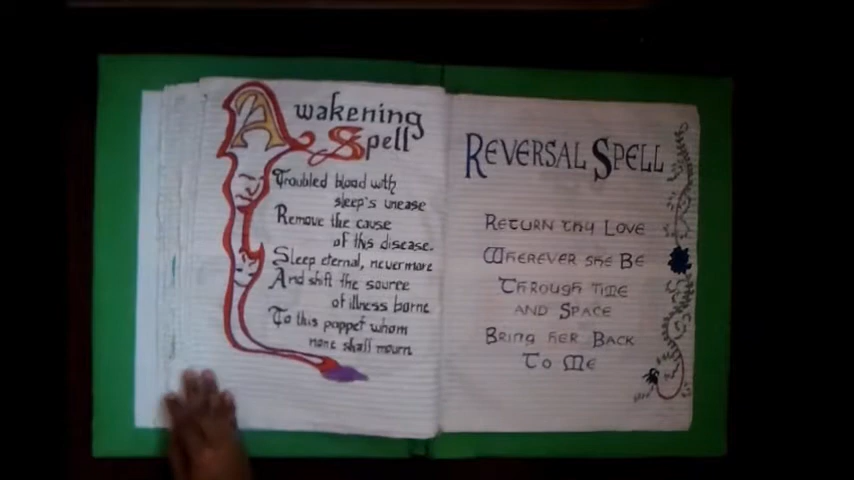 Awakening
Spell
Troubled blood with
sleep's unease
Remove the cause
of this disease.
Sleep eternal, nevermore
And shift the source
of illness borne
To this poppet whom
none shall mourn
REVERSAL SPELL
RETURN THY LOVE
WHEREVER SHE BE
THROUGH TIME
AND SPACE
BRING HER BACK
TO ME